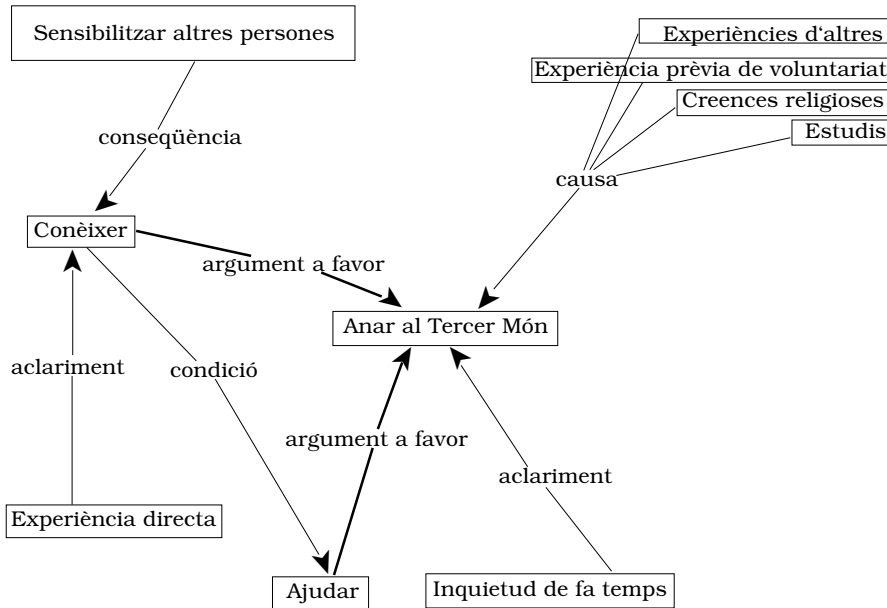 Sensibilitzar altres persones
Experiències d‘altres
Experiència prèvia de voluntariat
Creences religioses
Estudis
conseqüència
causa
Conèixer
argument a favor
Anar al Tercer Món
aclariment
condició
argument a favor
aclariment
Experiència directa
Ajudar
Inquietud de fa temps